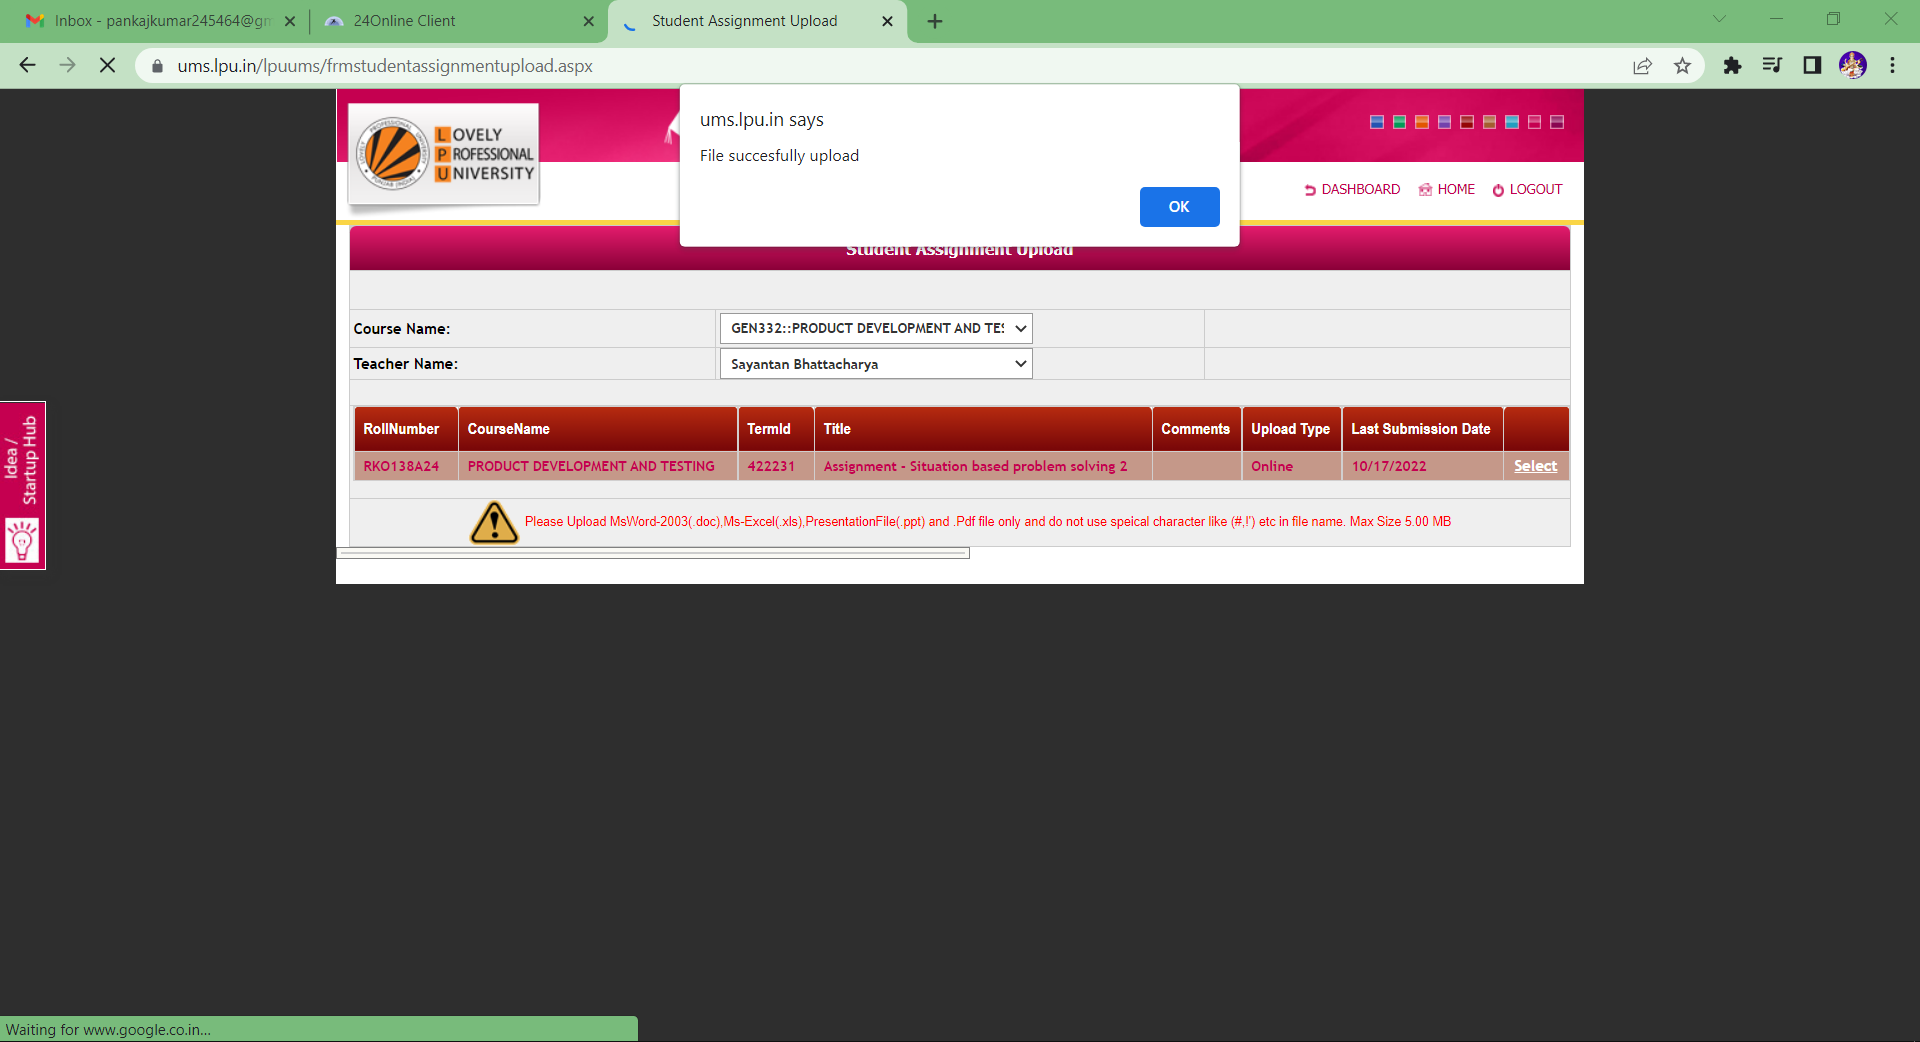 Inbox - pankajkumar245464@gm
24Online Client
Student Assignment Upload
ums.lpu.in/lpuums/frmstudentassignmentupload.aspx
ums.lpu.in says
File succesfully upload
OK
LOVELY
PROFESSIONAL
UNIVERSITY
DASHBOARD HOME LOGOUT
Student Assignment Upload
Course Name: GEN332::PRODUCT DEVELOPMENT AND TES
Teacher Name: Sayantan Bhattacharya
RollNumber CourseName TermId Title Comments Upload Type Last Submission Date
RKO138A24 PRODUCT DEVELOPMENT AND TESTING 422231 Assignment - Situation based problem solving 2 Online 10/17/2022 Select
Please Upload MsWord-2003(.doc),Ms-Excel(.xls),PresentationFile(.ppt) and .Pdf file only and do not use speical character like (#,!') etc in file name. Max Size 5.00 MB
Idea /
Startup Hub
Waiting for www.google.co.in...